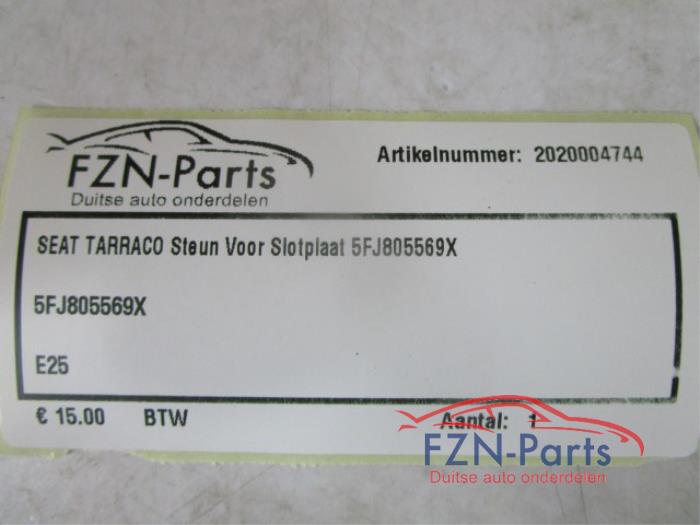 FZN-Parts
Duitse auto onderdelen
Artikelnummer: 2020004744
SEAT TARRACO Steun Voor Slotplaat 5FJ805569X
5FJ805569X
E25
€ 15.00 BTW Aantal: 1
FZN-Parts
Duitse auto onderdelen